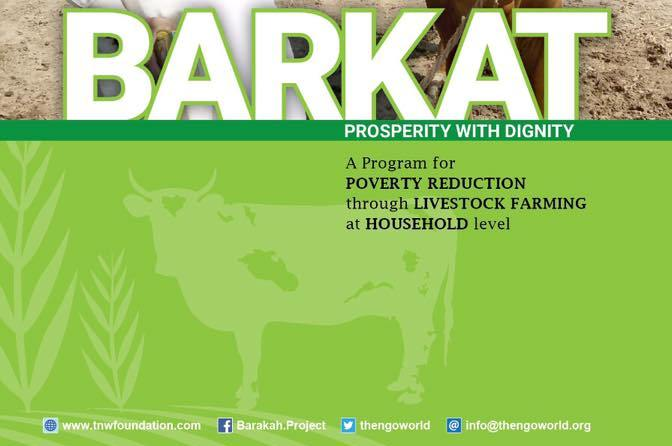 BARKAT
PROSPERITY WITH DIGNITY
A Program for
POVERTY REDUCTION
through LIVESTOCK FARMING
at HOUSEHOLD level
www.tnwfoundation.com Barakah.Project thengoworld info@thengoworld.org